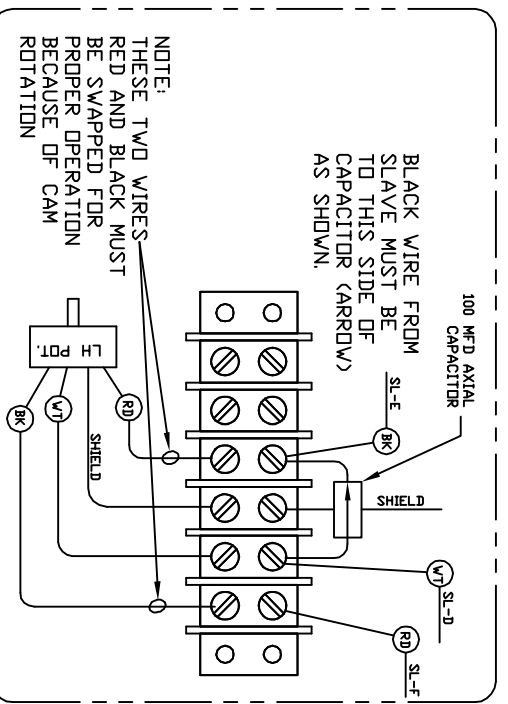 100 MFD AXIAL
CAPACITOR
BLACK WIRE FROM
SLAVE MUST BE
TO THIS SIDE OF
CAPACITOR (ARROW)
AS SHOWN.
SL-E
BK
SHIELD
WT
SL-D
RD
SL-F
NOTE:
THESE TWO WIRES
RED AND BLACK MUST
BE SWAPPED FOR
PROPER OPERATION
BECAUSE OF CAM
ROTATION
LH POT.
RD
SHIELD
WT
BK